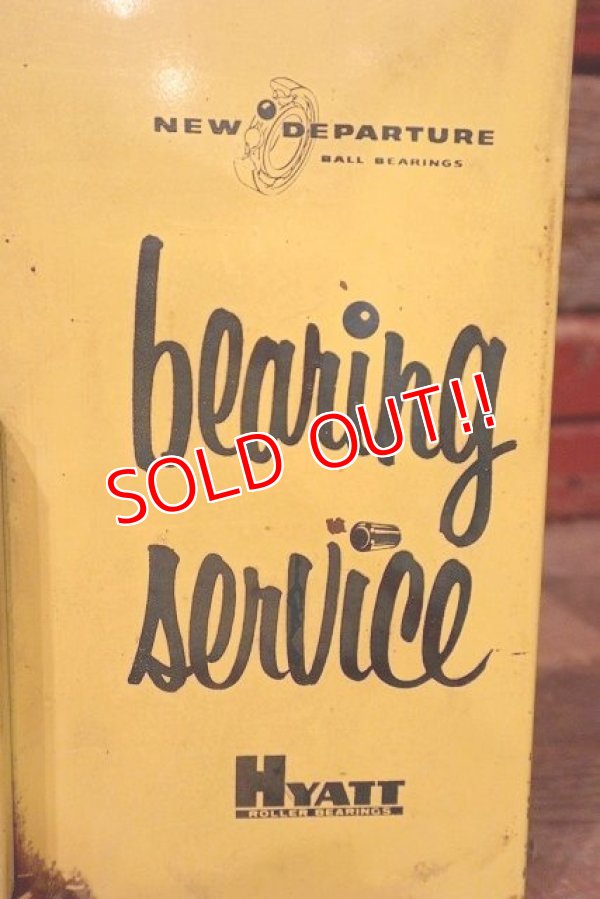 NEW DEPARTURE
BALL BEARINGS
bearing
SOLD OUT!!
service
HYATT
ROLLER BEARINGS